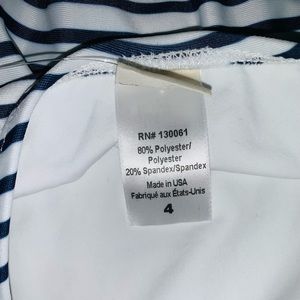 RN# 130061
80% Polyester/
Polyester
20% Spandex/Spandex
Made in USA
Fabriqué aux États-Unis
4